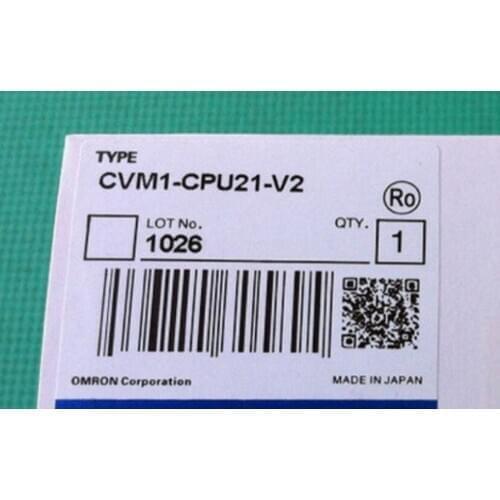 TYPE
CVM1-CPU21-V2
Ro
LOT No.
1026
QTY.
1
OMRON Corporation
MADE IN JAPAN